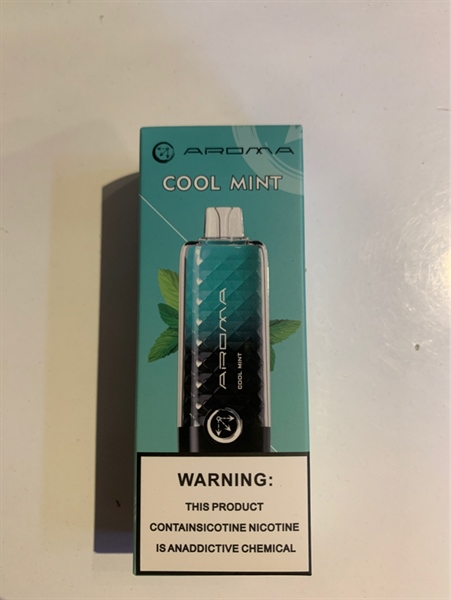 AROMA
COOL MINT
AROMA
COOL MINT
WARNING:
THIS PRODUCT
CONTAINSICOTINE NICOTINE
IS ANADDICTIVE CHEMICAL